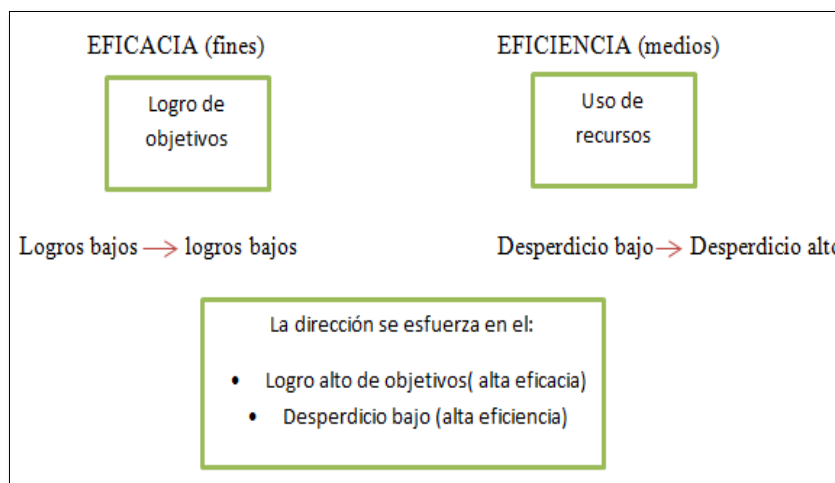 EFICACIA (fines)
EFICIENCIA (medios)
Logro de
objetivos
Uso de
recursos
Logros bajos → logros bajos
Desperdicio bajo→ Desperdicio alto
La dirección se esfuerza en el:
• Logro alto de objetivos( alta eficacia)
• Desperdicio bajo (alta eficiencia)